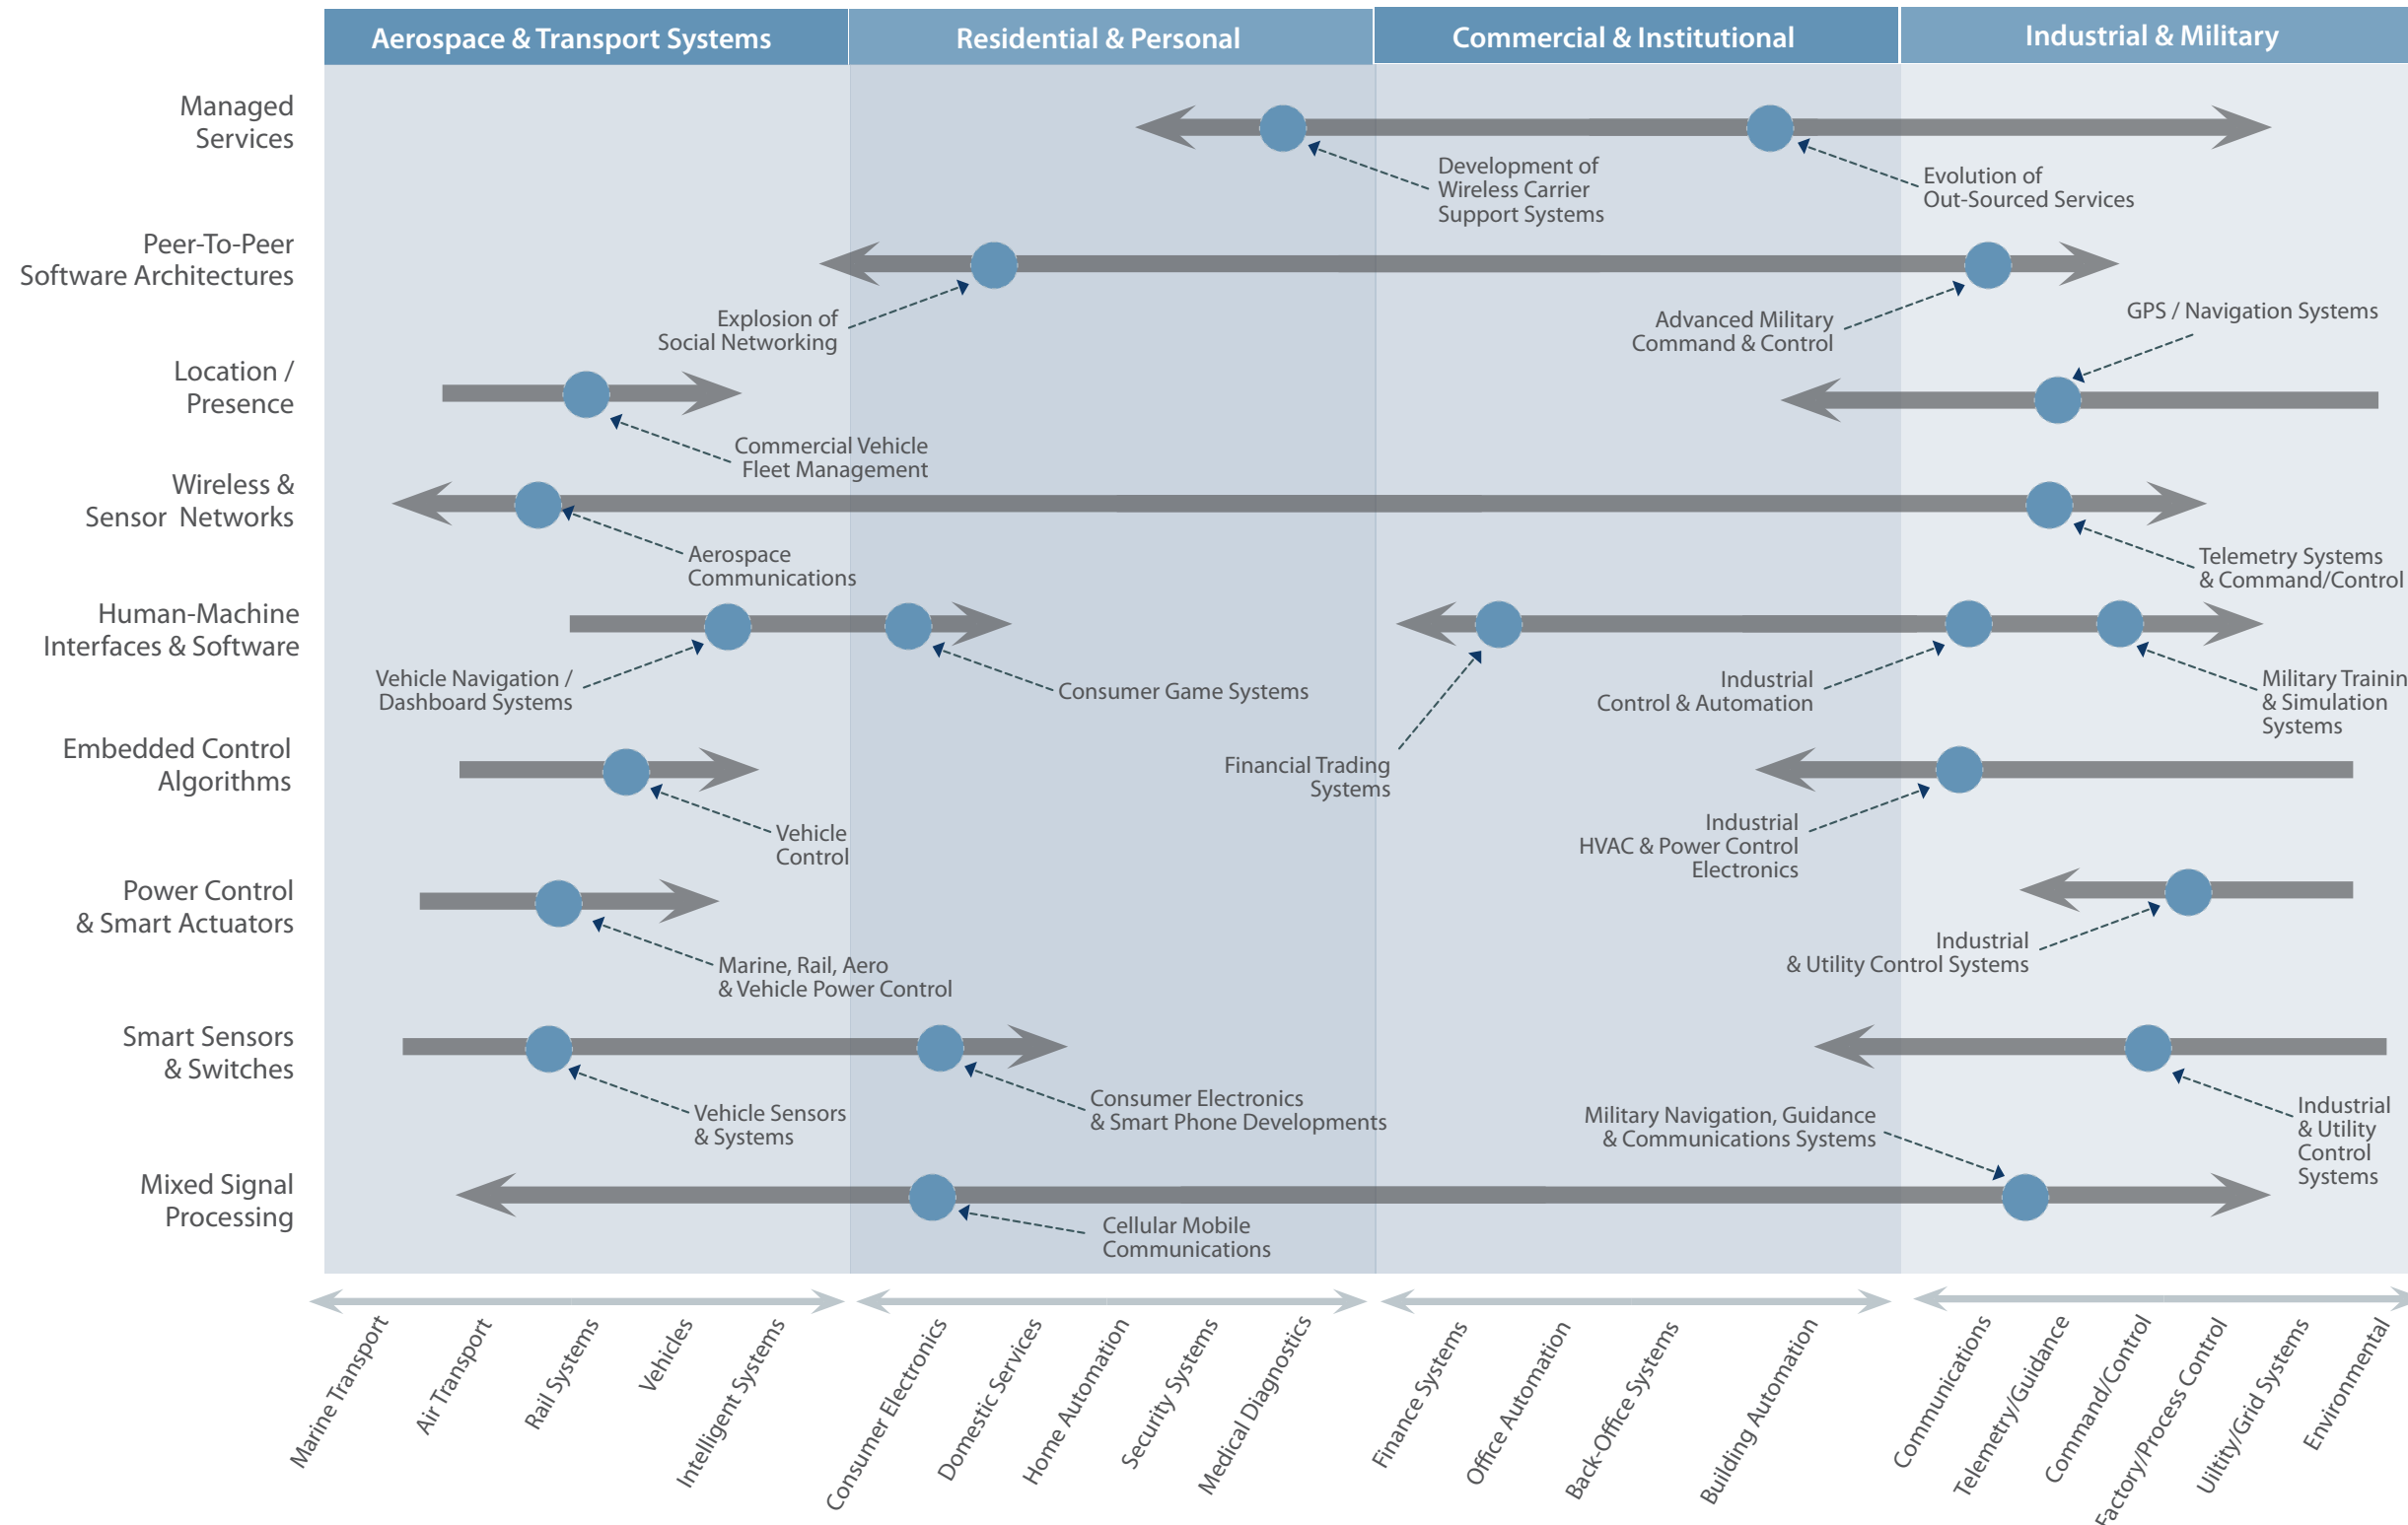 Aerospace & Transport Systems
Residential & Personal
Commercial & Institutional
Industrial & Military
Managed
Services
Development of
Wireless Carrier
Support Systems
Evolution of
Out-Sourced Services
Peer-To-Peer
Software Architectures
Explosion of
Social Networking
Advanced Military
Command & Control
GPS / Navigation Systems
Location /
Presence
Commercial Vehicle
Fleet Management
Wireless &
Sensor Networks
Aerospace
Communications
Telemetry Systems
& Command/Control
Human-Machine
Interfaces & Software
Vehicle Navigation /
Dashboard Systems
Consumer Game Systems
Financial Trading
Systems
Industrial
Control & Automation
Military Trainin
& Simulation
Systems
Embedded Control
Algorithms
Vehicle
Control
Industrial
HVAC & Power Control
Electronics
Power Control
& Smart Actuators
Marine, Rail, Aero
& Vehicle Power Control
Industrial
& Utility Control Systems
Smart Sensors
& Switches
Vehicle Sensors
& Systems
Consumer Electronics
& Smart Phone Developments
Military Navigation, Guidance
& Communications Systems
Industrial
& Utility
Control
Systems
Mixed Signal
Processing
Cellular Mobile
Communications
Marine Transport
Air Transport
Rail Systems
Vehicles
Intelligent Systems
Consumer Electronics
Domestic Services
Home Automation
Security Systems
Medical Diagnostics
Finance Systems
Office Automation
Back-Office Systems
Building Automation
Communications
Telemetry/Guidance
Command/Control
Factory/Process Control
Uiltity/Grid Systems
Environmental